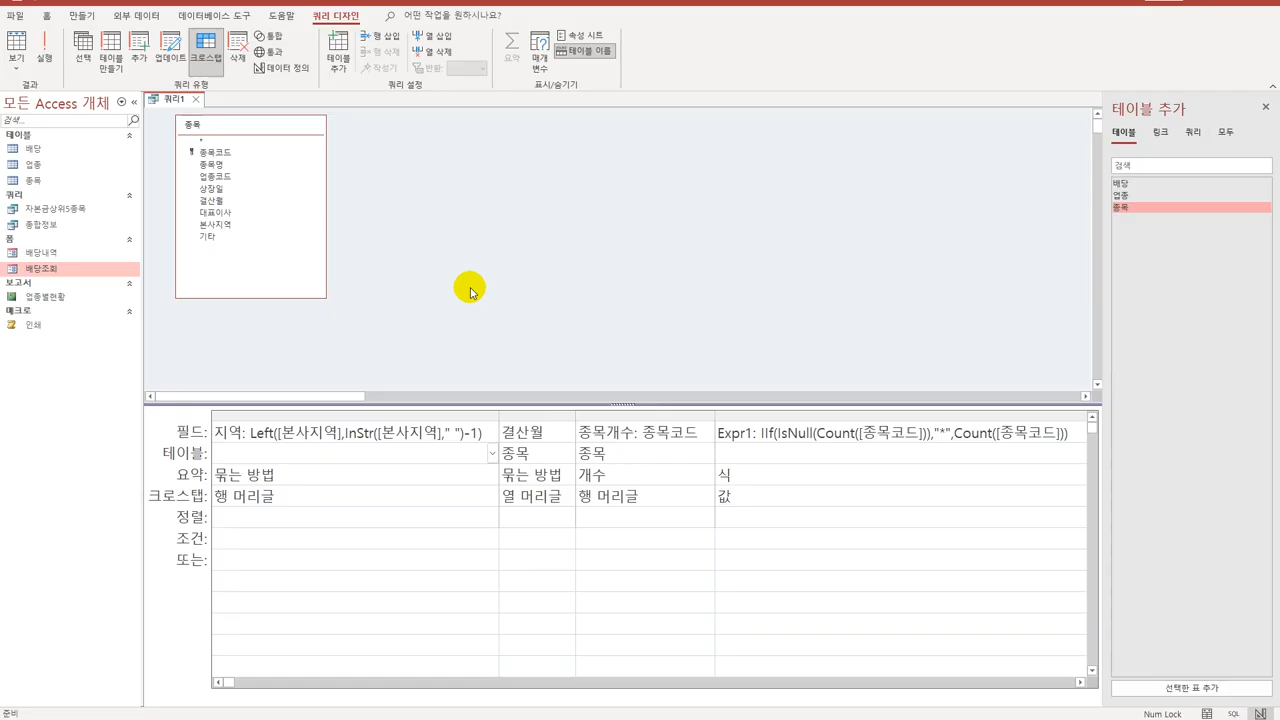 파일 홈 만들기 외부 데이터 데이터베이스 도구 도움말 쿼리 디자인 어떤 작업을 원하시나요?
보기 실행 선택 테이블 만들기 추가 업데이트 크로스탭 삭제 통합 통과 데이터 정의 테이블 추가 행 삽입 행 삭제 작성기 열 삽입 열 삭제 반환: 요약 매개 변수 속성 시트 테이블 이름
결과 쿼리 유형 쿼리 설정 표시/숨기기
모든 Access 개체
검색...
테이블
배당
업종
종목
쿼리
자본금상위5종목
종합정보
폼
배당내역
배당조회
보고서
업종별현황
매크로
인쇄
쿼리1
종목
*
종목코드
종목명
업종코드
상장일
결산월
대표이사
본사지역
기타
필드: 지역: Left([본사지역],InStr([본사지역]," ")-1) 결산월 종목개수: 종목코드 Expr1: IIf(IsNull(Count([종목코드])),"*",Count([종목코드]))
테이블: 종목 종목
요약: 묶는 방법 묶는 방법 개수 식
크로스탭: 행 머리글 열 머리글 행 머리글 값
정렬:
조건:
또는:
테이블 추가
테이블 링크 쿼리 모두
검색
배당
업종
종목
선택한 표 추가
준비 Num Lock SQL